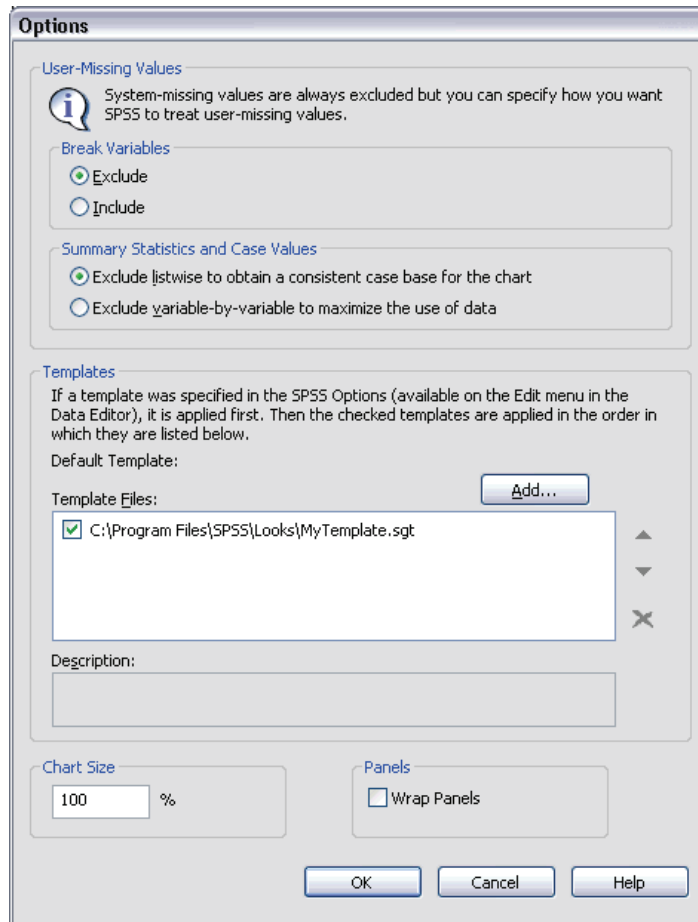 Options
User-Missing Values
System-missing values are always excluded but you can specify how you want
SPSS to treat user-missing values.
Break Variables
Exclude
Include
Summary Statistics and Case Values
Exclude listwise to obtain a consistent case base for the chart
Exclude variable-by-variable to maximize the use of data
Templates
If a template was specified in the SPSS Options (available on the Edit menu in the
Data Editor), it is applied first. Then the checked templates are applied in the order in
which they are listed below.
Default Template:
Add...
Template Files:
C:\Program Files\SPSS\Looks\MyTemplate.sgt
Description:
Chart Size
100 %
Panels
Wrap Panels
OK Cancel Help